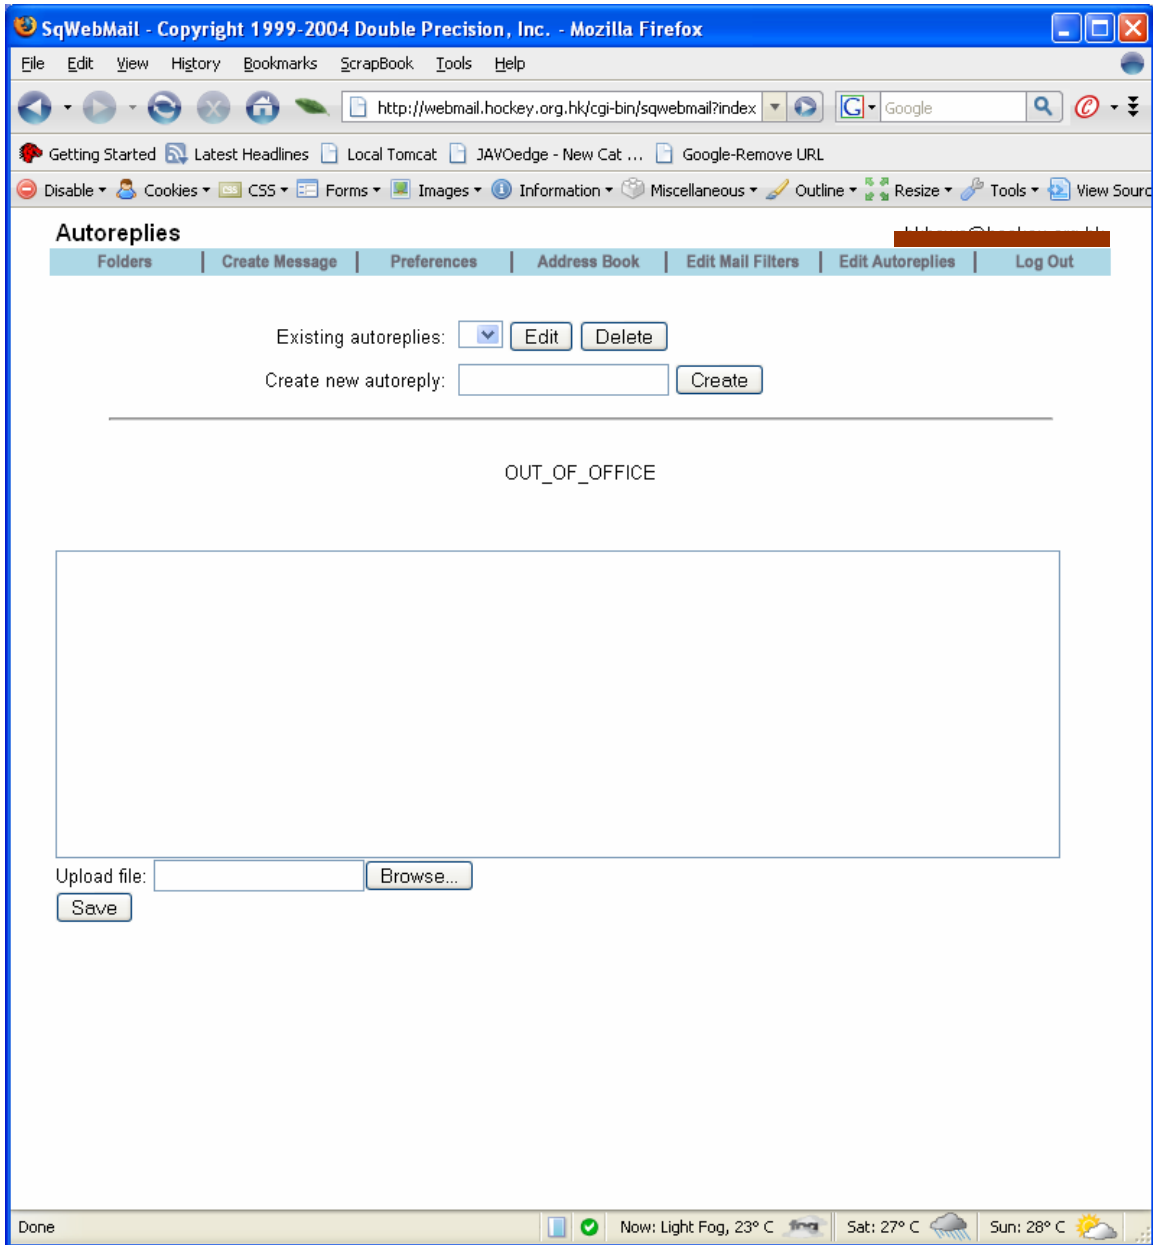 SqWebMail - Copyright 1999-2004 Double Precision, Inc. - Mozilla Firefox
File Edit View History Bookmarks ScrapBook Tools Help
http://webmail.hockey.org.hk/cgi-bin/sqwebmail?index G Google
Getting Started Latest Headlines Local Tomcat JAVOedge - New Cat ... Google-Remove URL
Disable Cookies CSS Forms Images Information Miscellaneous Outline Resize Tools View Sourc
Autoreplies
Folders | Create Message | Preferences | Address Book | Edit Mail Filters | Edit Autoreplies | Log Out
Existing autoreplies: Edit Delete
Create new autoreply: Create
OUT_OF_OFFICE
Upload file: Browse...
Save
Done Now: Light Fog, 23° C fog Sat: 27° C Sun: 28° C